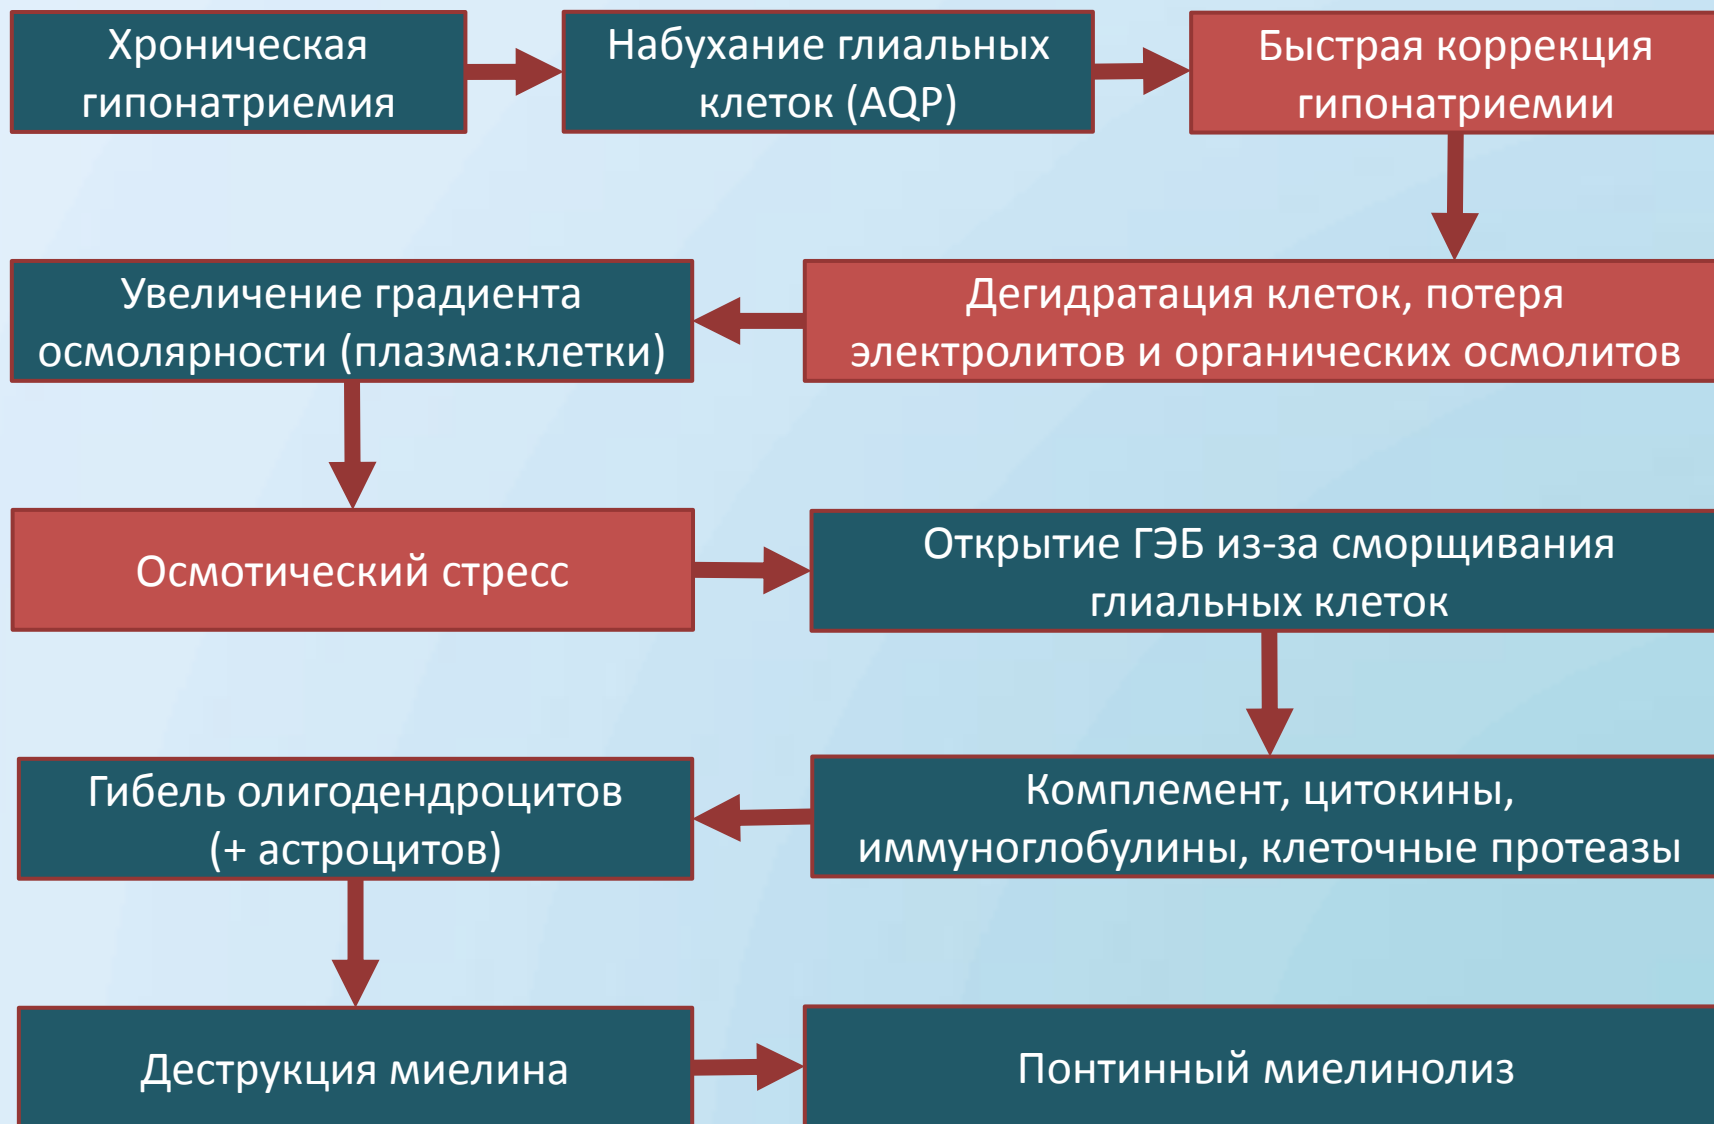 Хроническая
гипонатриемия
Набухание глиальных
клеток (AQP)
Быстрая коррекция
гипонатриемии
Увеличение градиента
осмолярности (плазма:клетки)
Дегидратация клеток, потеря
электролитов и органических осмолитов
Осмотический стресс
Открытие ГЭБ из-за сморщивания
глиальных клеток
Гибель олигодендроцитов
(+ астроцитов)
Комплемент, цитокины,
иммуноглобулины, клеточные протеазы
Деструкция миелина
Понтинный миелинолиз